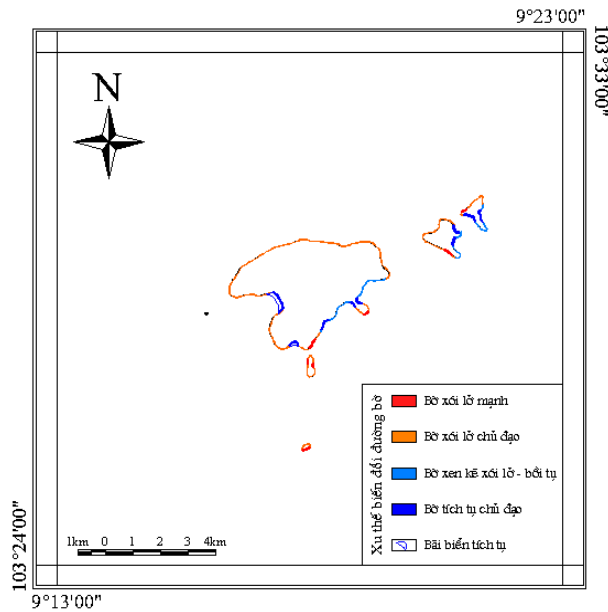 9°23'00"
103°33'00"
N
Xu thế biến đổi đường bờ
Bờ xói lở mạnh
Bờ xói lở chủ đạo
Bờ xen kẽ xói lở - bồi tụ
Bờ tích tụ chủ đạo
Bãi biển tích tụ
1km 0 1 2 3 4km
103°24'00"
9°13'00"